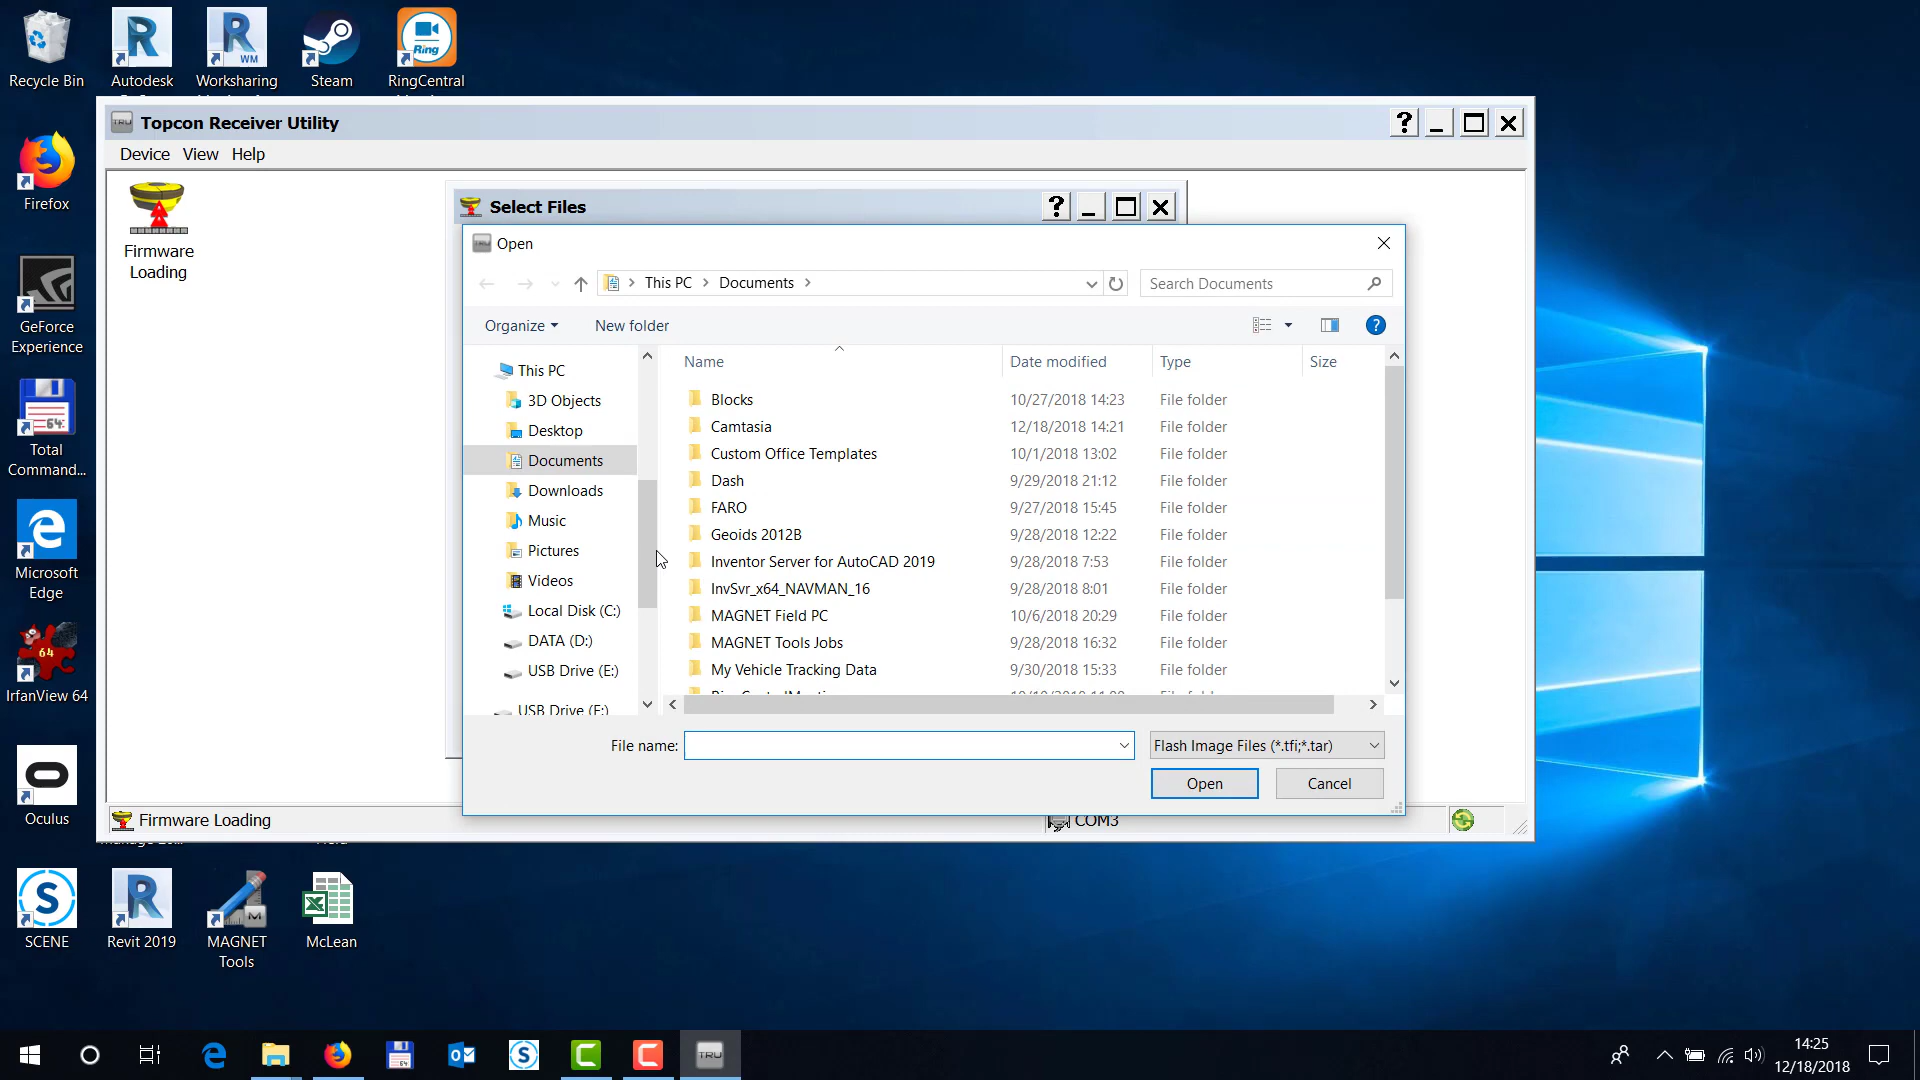 Recycle Bin
Autodesk
Worksharing
WM
Steam
Ring
RingCentral
TRU
Topcon Receiver Utility
?
Device View Help
Firmware
Loading
Select Files
?
TRU
Open
This PC > Documents >
Search Documents
Organize
New folder
?
Name
Date modified
Type
Size
This PC
3D Objects
Desktop
Documents
Downloads
Music
Pictures
Videos
Local Disk (C:)
DATA (D:)
USB Drive (E:)
USB Drive (F:)
Blocks 10/27/2018 14:23 File folder
Camtasia 12/18/2018 14:21 File folder
Custom Office Templates 10/1/2018 13:02 File folder
Dash 9/29/2018 21:12 File folder
FARO 9/27/2018 15:45 File folder
Geoids 2012B 9/28/2018 12:22 File folder
Inventor Server for AutoCAD 2019 9/28/2018 7:53 File folder
InvSvr_x64_NAVMAN_16 9/28/2018 8:01 File folder
MAGNET Field PC 10/6/2018 20:29 File folder
MAGNET Tools Jobs 9/28/2018 16:32 File folder
My Vehicle Tracking Data 9/30/2018 15:33 File folder
File name:
Flash Image Files (*.tfi;*.tar)
Open
Cancel
Firmware Loading
COM3
Firefox
GeForce
Experience
64
Total
Command...
Microsoft
Edge
64
IrfanView 64
Oculus
S
SCENE
R
Revit 2019
M
MAGNET
Tools
McLean
64
S
TRU
14:25
12/18/2018